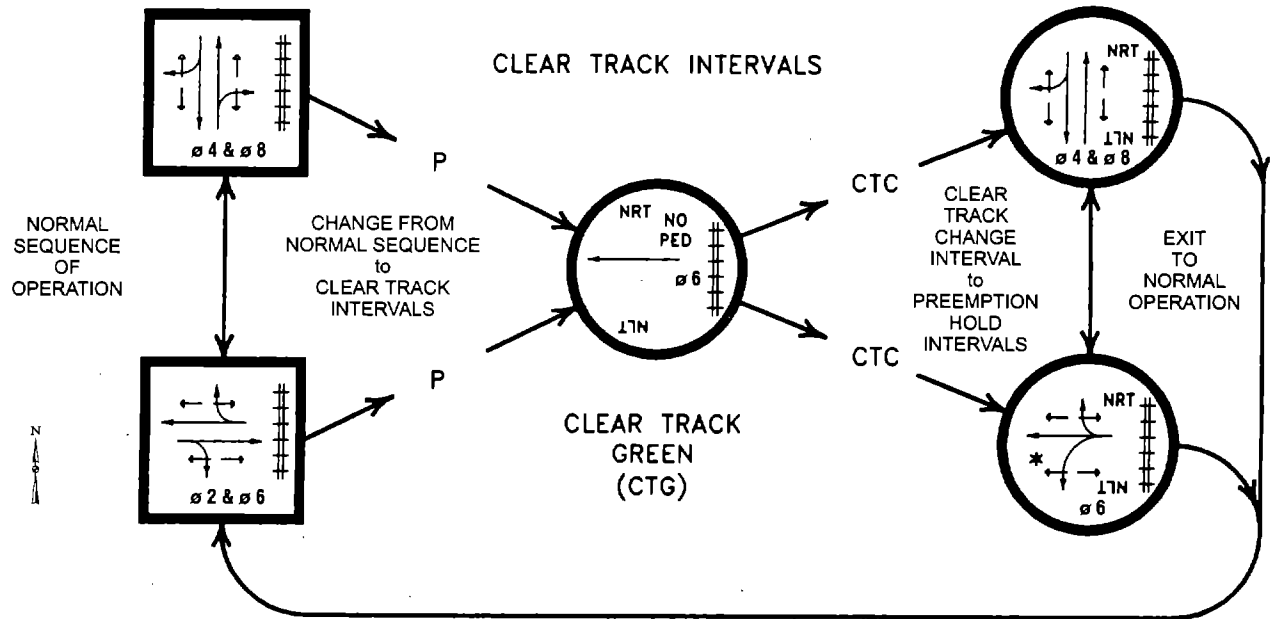 CLEAR TRACK INTERVALS
ø 4 & ø 8
P
NORMAL
SEQUENCE
OF
OPERATION
CHANGE FROM
NORMAL SEQUENCE
to
CLEAR TRACK
INTERVALS
P
ø 2 & ø 6
N
NRT
NO
PED
ø 6
NLT
CLEAR TRACK
GREEN
(CTG)
CTC
CTC
NRT
NLT
ø 4 & ø 8
CLEAR
TRACK
CHANGE
INTERVAL
to
PREEMPTION
HOLD
INTERVALS
EXIT
TO
NORMAL
OPERATION
NRT
*
NLT
ø 6